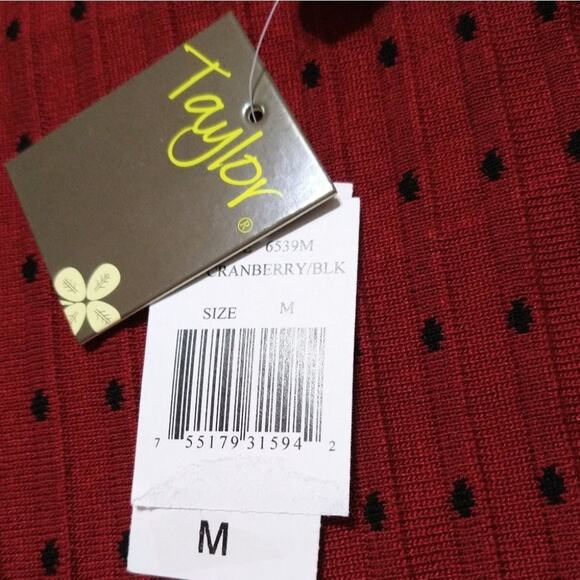 Taylor®
6539M
CRANBERRY/BLK
SIZE M
7 55179 31594 2
M